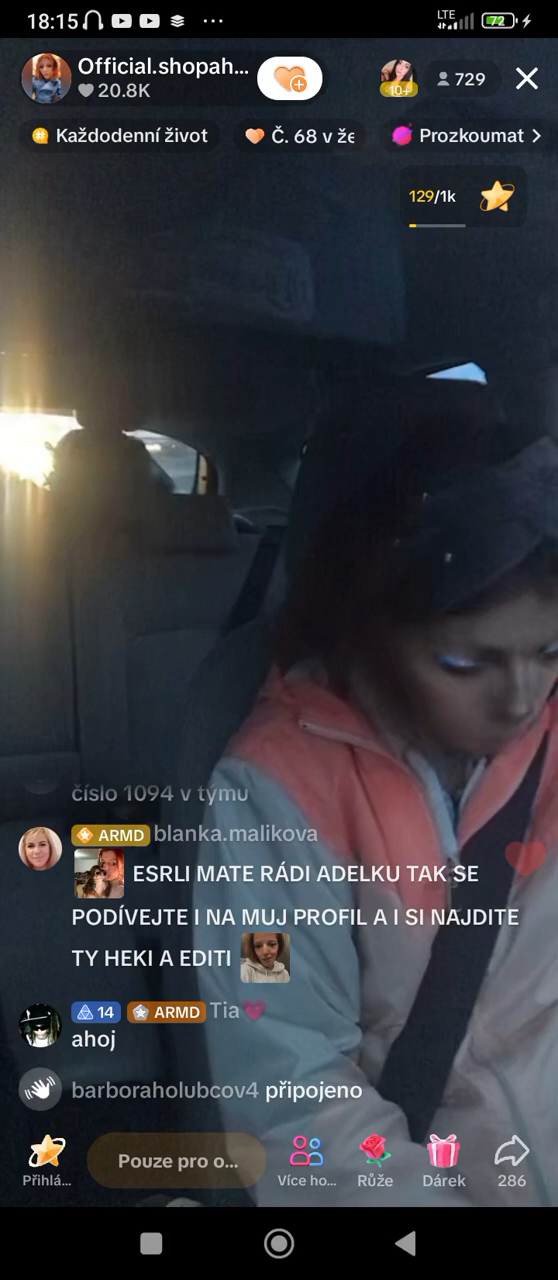 18:15
LTE
72
Official.shopah...
20.8K
10+
729
Každodenní život
Č. 68 v že
Prozkoumat
129/1k
číslo 1094 v týmu
ARMD blanka.malikova
ESRLI MATE RÁDI ADELKU TAK SE
PODÍVEJTE I NA MUJ PROFIL A I SI NAJDITE
TY HEKI A EDITI
14 ARMD Tia
ahoj
barboraholubcov4 připojeno
Pouze pro o...
Přihlá...
Více ho...
Růže
Dárek
286